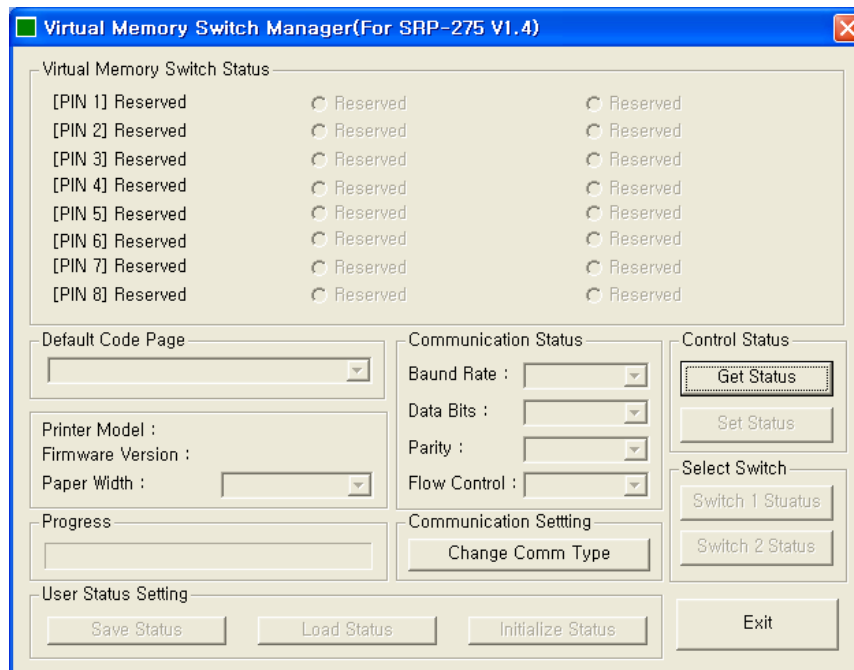 Virtual Memory Switch Manager(For SRP-275 V1.4)
Virtual Memory Switch Status
[PIN 1] Reserved Reserved Reserved
[PIN 2] Reserved Reserved Reserved
[PIN 3] Reserved Reserved Reserved
[PIN 4] Reserved Reserved Reserved
[PIN 5] Reserved Reserved Reserved
[PIN 6] Reserved Reserved Reserved
[PIN 7] Reserved Reserved Reserved
[PIN 8] Reserved Reserved Reserved
Default Code Page
Printer Model :
Firmware Version :
Paper Width :
Progress
Communication Status
Baund Rate :
Data Bits :
Parity :
Flow Control :
Communication Settting
Change Comm Type
Control Status
Get Status
Set Status
Select Switch
Switch 1 Stuatus
Switch 2 Status
User Status Setting
Save Status Load Status Initialize Status
Exit